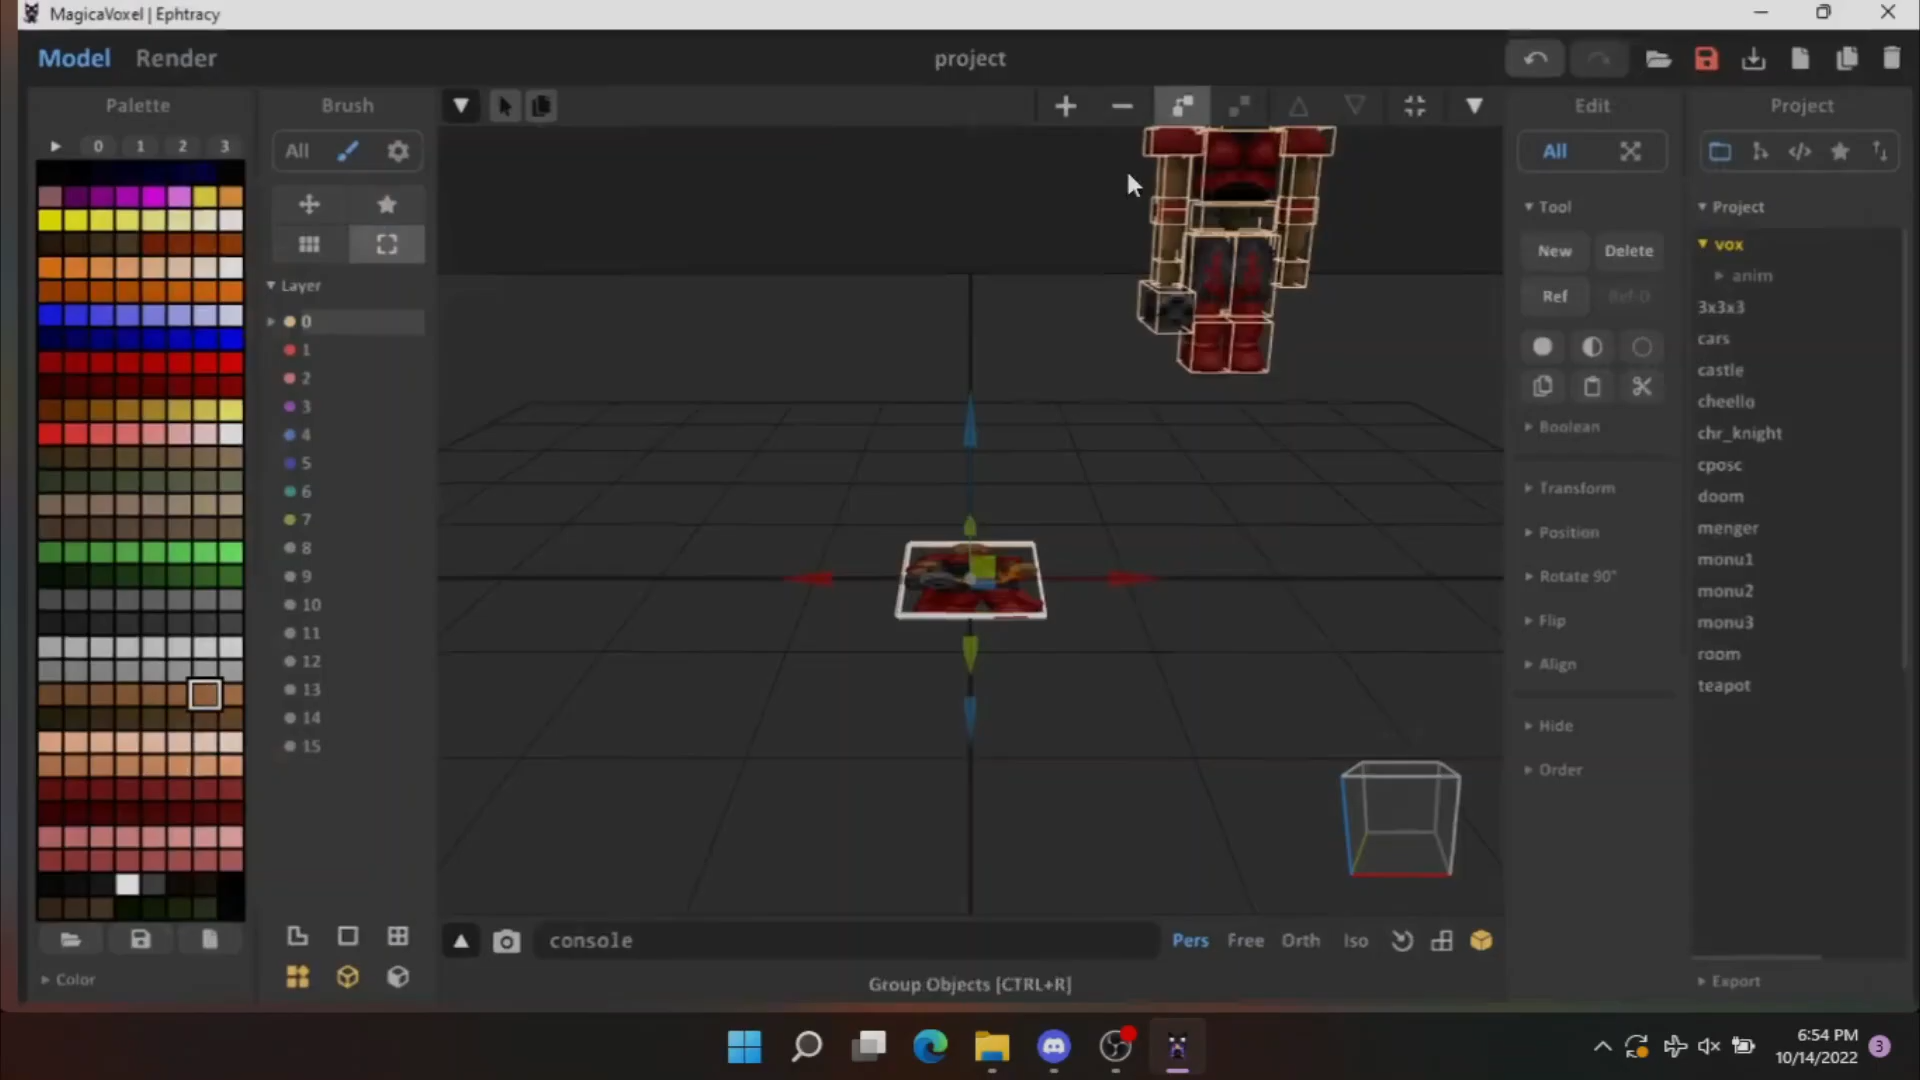 MagicaVoxel | Ephtracy
Model Render
project
Palette
Brush
Edit
Project
0 1 2 3
All
All
Tool
Project
New Delete
vox
anim
Layer
Ref Ref-D
3x3x3
0
cars
1
castle
2
cheello
3
Boolean
chr_knight
4
cposc
5
Transform
doom
6
Position
menger
7
Rotate 90°
monu1
8
Flip
monu2
9
Align
monu3
10
room
11
teapot
12
Hide
13
Order
14
15
console
Pers Free Orth Iso
Color
Group Objects [CTRL+R]
Export
6:54 PM
10/14/2022
3